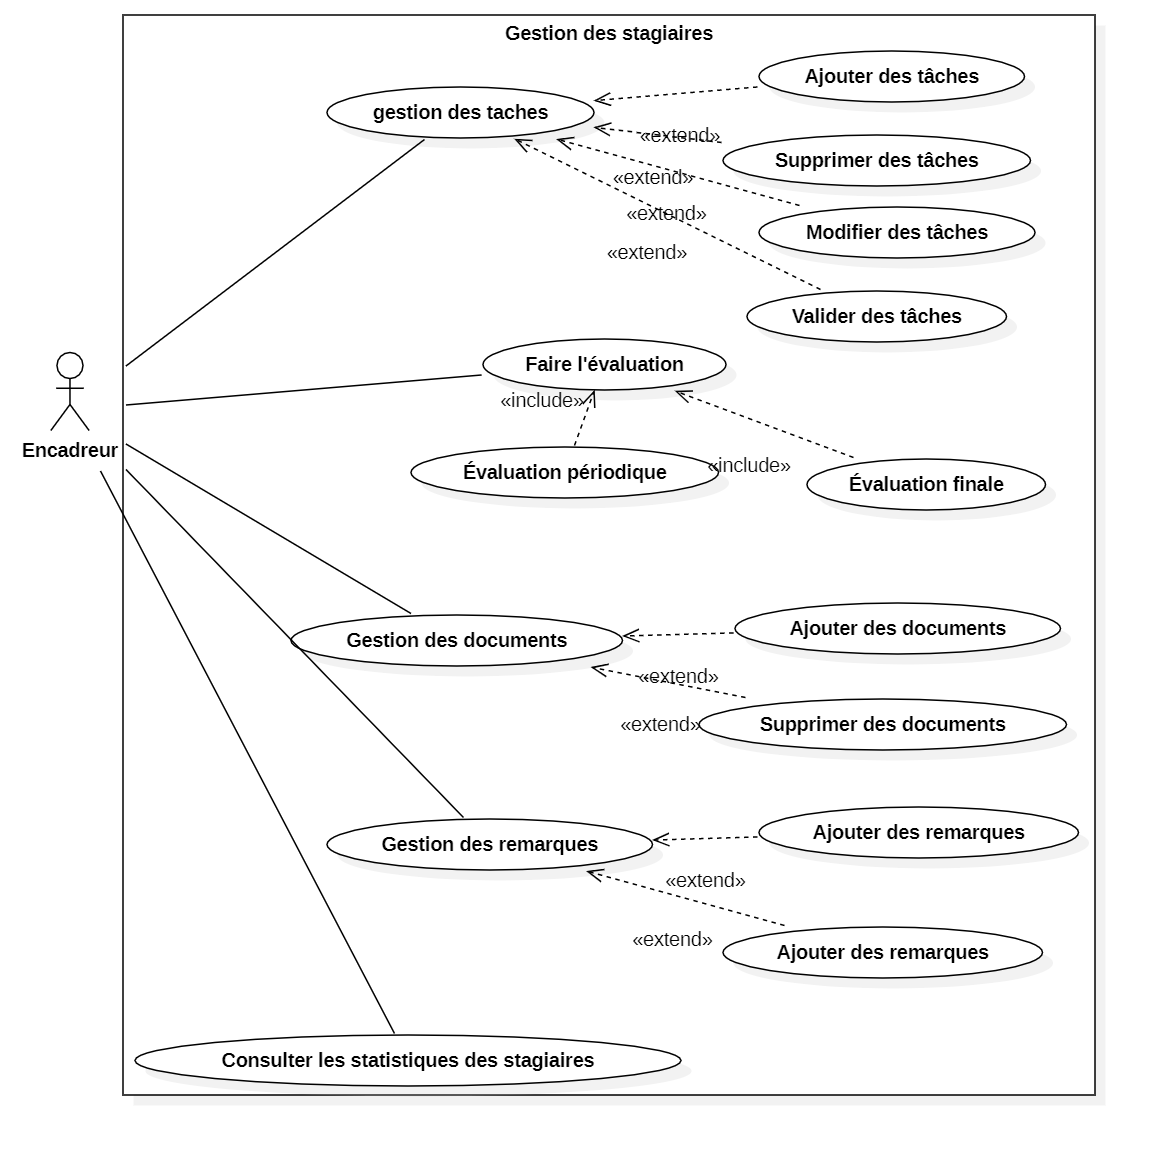 Gestion des stagiaires
Ajouter des tâches
gestion des taches
«extend»
Supprimer des tâches
«extend»
«extend»
Modifier des tâches
«extend»
Valider des tâches
Faire l'évaluation
«include»
Encadreur
Évaluation périodique
«include»
Évaluation finale
Ajouter des documents
Gestion des documents
«extend»
«extend»
Supprimer des documents
Ajouter des remarques
Gestion des remarques
«extend»
«extend»
Ajouter des remarques
Consulter les statistiques des stagiaires